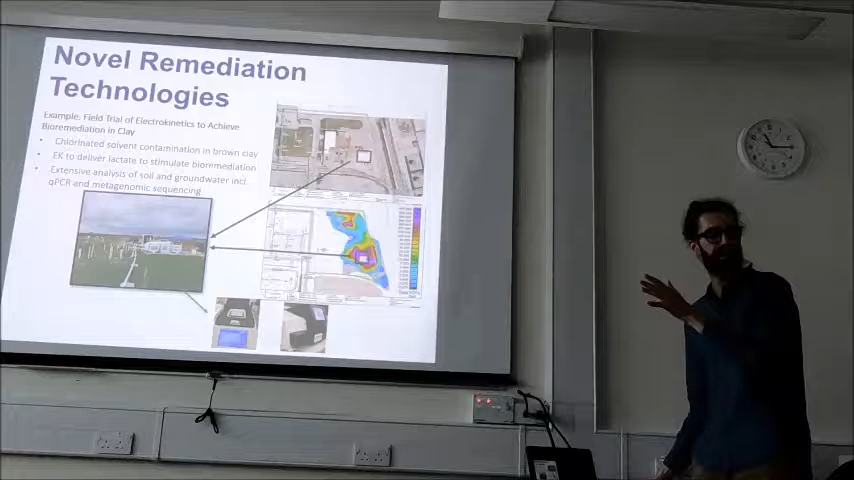 Novel Remediation
Technologies
Example: Field Trial of Electrokinetics to Achieve
Bioremediation in Clay
• Chlorinated solvent contamination in brown clay
• EK to deliver lactate to stimulate bioremediation
• Extensive analysis of soil and groundwater incl.
qPCR and metagenomic sequencing